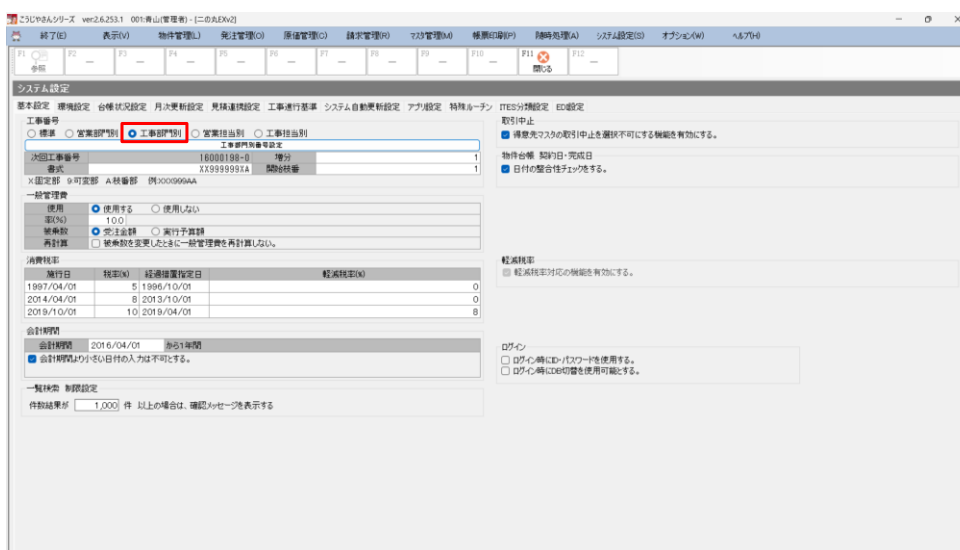 こうじやさんシリーズ ver.2.6.253.1 001:青山(管理者) - [二の丸EXv2]
終了(E) 表示(V) 物件管理(L) 発注管理(O) 原価管理(C) 請求管理(R) マスタ管理(M) 帳票印刷(P) 随時処理(A) システム設定(S) オプション(W) ヘルプ(H)
F1 F2 F3 F4 F5 F6 F7 F8 F9 F10 F11 F12
参照 閉じる
システム設定
基本設定 環境設定 台帳状況設定 月次更新設定 見積連携設定 工事進行基準 システム自動更新設定 アプリ設定 特殊ルーチン ITES分類設定 EDI設定
工事番号
標準 営業部門別 工事部門別 営業担当別 工事担当別
工事部門別番号設定
次回工事番号 16000198-0 増分 1
書式 XX999999XA 開始枝番 1
X:固定部 9:可変部 A:枝番部 例:XXX999AA
取引中止
得意先マスタの取引中止を選択不可にする機能を有効にする。
物件台帳 契約日・完成日
日付の整合性チェックをする。
一般管理費
使用 使用する 使用しない
率(%) 10.0
被乗数 受注金額 実行予算額
再計算 被乗数を変更したときに一般管理費を再計算しない。
消費税率
施行日 税率(%) 経過措置指定日 軽減税率(%)
1997/04/01 5 1996/10/01 0
2014/04/01 8 2013/10/01 0
2019/10/01 10 2019/04/01 8
軽減税率
軽減税率対応の機能を有効にする。
会計期間
会計期間 2016/04/01 から1年間
会計期間より小さい日付の入力は不可とする。
ログイン
ログイン時にID・パスワードを使用する。
ログイン時にDB切替を使用可能とする。
一覧検索 制限設定
件数結果が 1,000 件 以上の場合は、確認メッセージを表示する